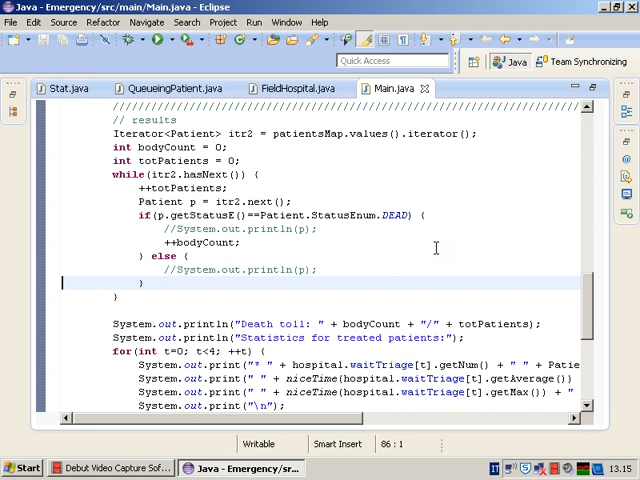 Java - Emergency/src/main/Main.java - Eclipse
File Edit Source Refactor Navigate Search Project Run Window Help
Quick Access Java Team Synchronizing
Stat.java QueueingPatient.java FieldHospital.java Main.java
// results
Iterator<Patient> itr2 = patientsMap.values().iterator();
int bodyCount = 0;
int totPatients = 0;
while(itr2.hasNext()) {
++totPatients;
Patient p = itr2.next();
if(p.getStatusE()==Patient.StatusEnum.DEAD) {
//System.out.println(p);
++bodyCount;
} else {
//System.out.println(p);
}
}
System.out.println("Death toll: " + bodyCount + "/" + totPatients);
System.out.println("Statistics for treated patients:");
for(int t=0; t<4; ++t) {
System.out.print("* " + hospital.waitTriage[t].getNum() + " " + Patie
System.out.print(" " + niceTime(hospital.waitTriage[t].getAverage())
System.out.print(" " + niceTime(hospital.waitTriage[t].getMax()) + "
System.out.print("\n");
Writable Smart Insert 86 : 1
Start Debut Video Capture Sof... Java - Emergency/sr... IT 13.15